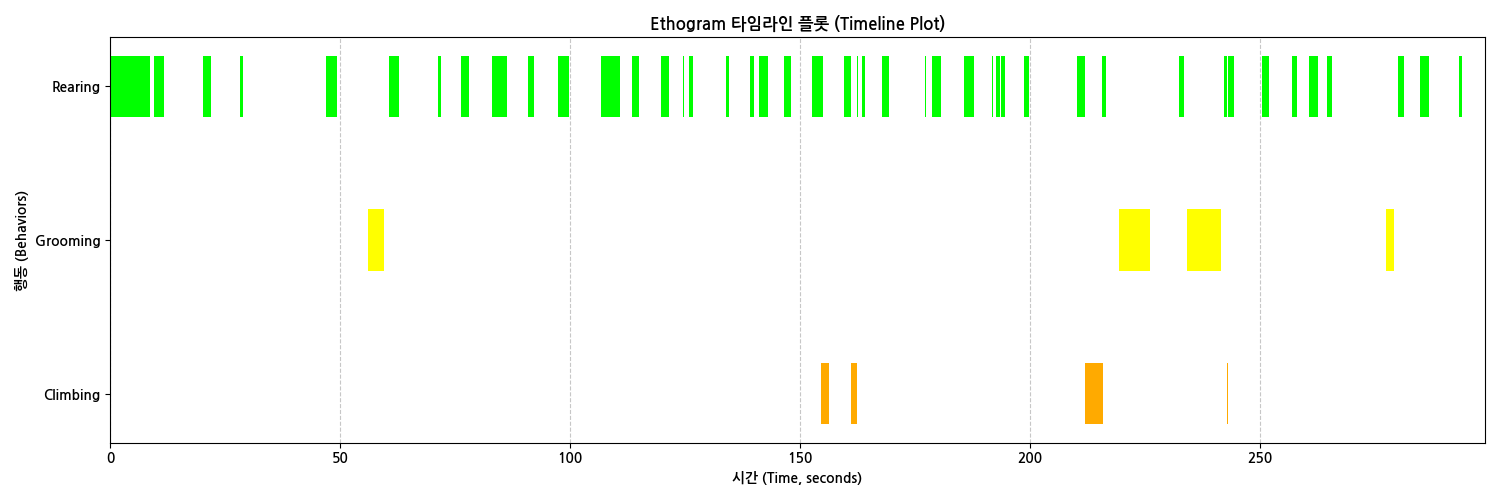 Ethogram 타임라인 플롯 (Timeline Plot)
행동 (Behaviors)
Rearing
Grooming
Climbing
0 50 100 150 200 250
시간 (Time, seconds)